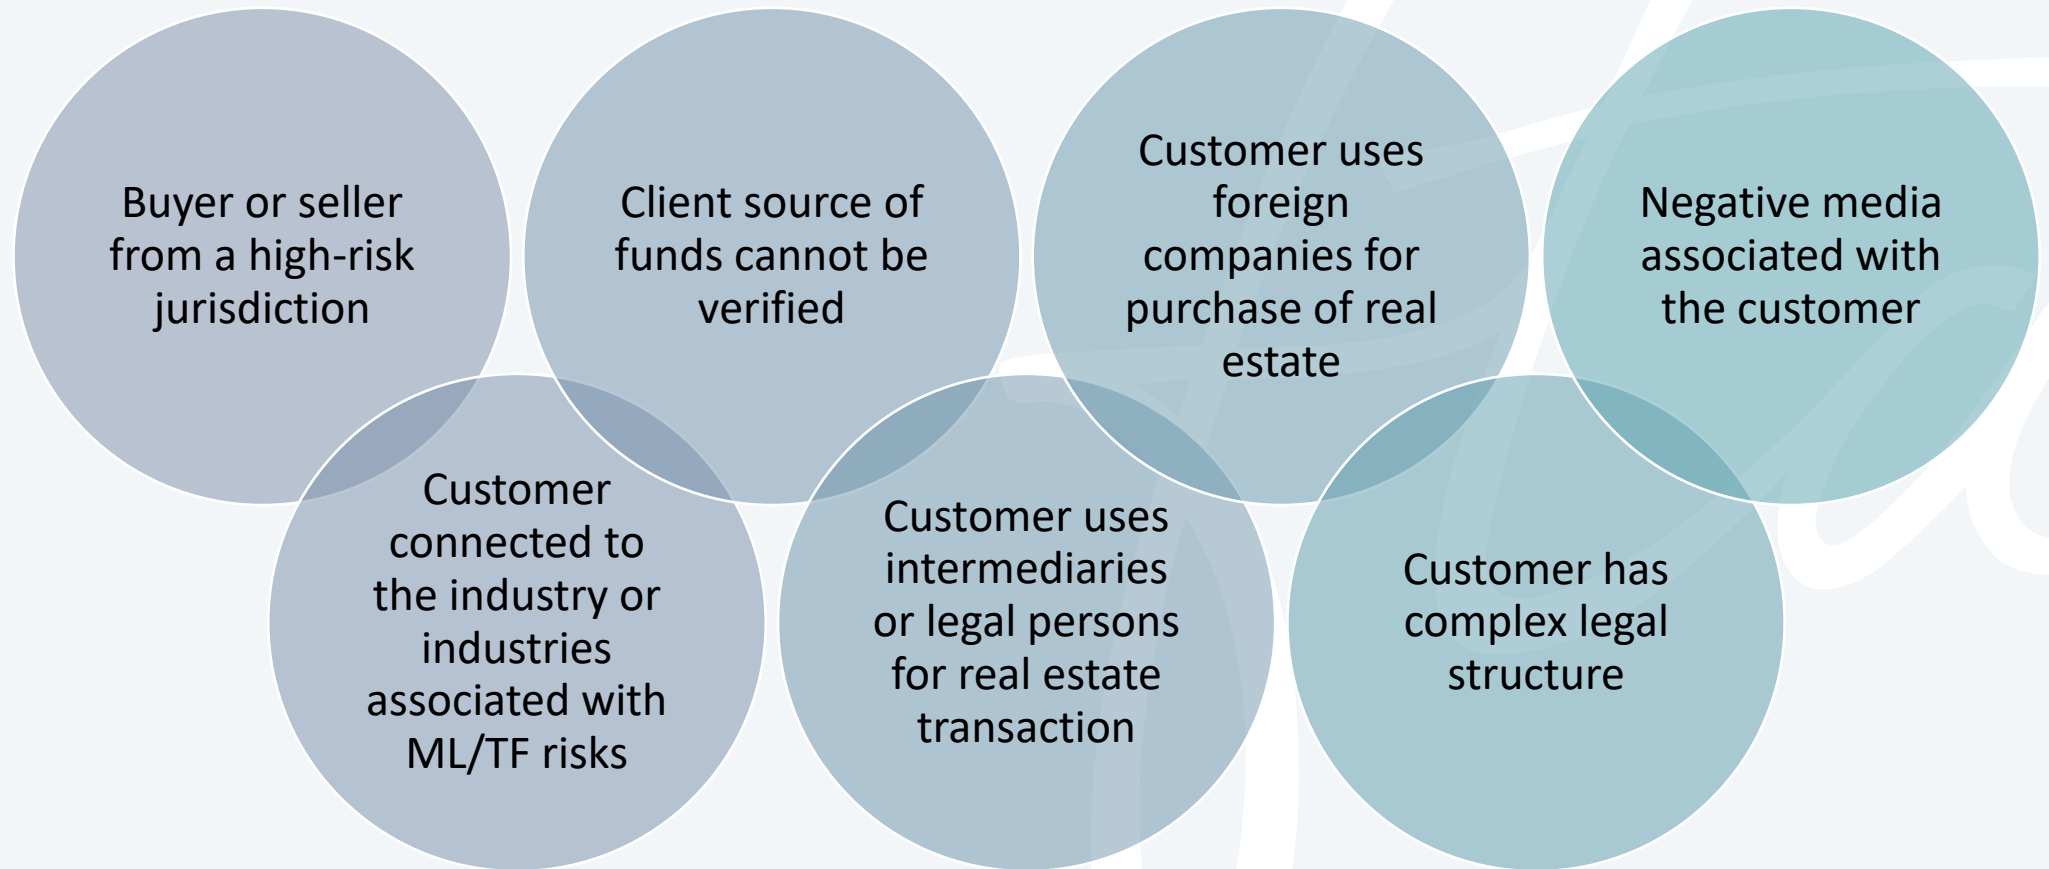 Buyer or seller
from a high-risk
jurisdiction
Customer
connected to
the industry or
industries
associated with
ML/TF risks
Client source of
funds cannot be
verified
Customer uses
intermediaries
or legal persons
for real estate
transaction
Customer uses
foreign
companies for
purchase of real
estate
Customer has
complex legal
structure
Negative media
associated with
the customer